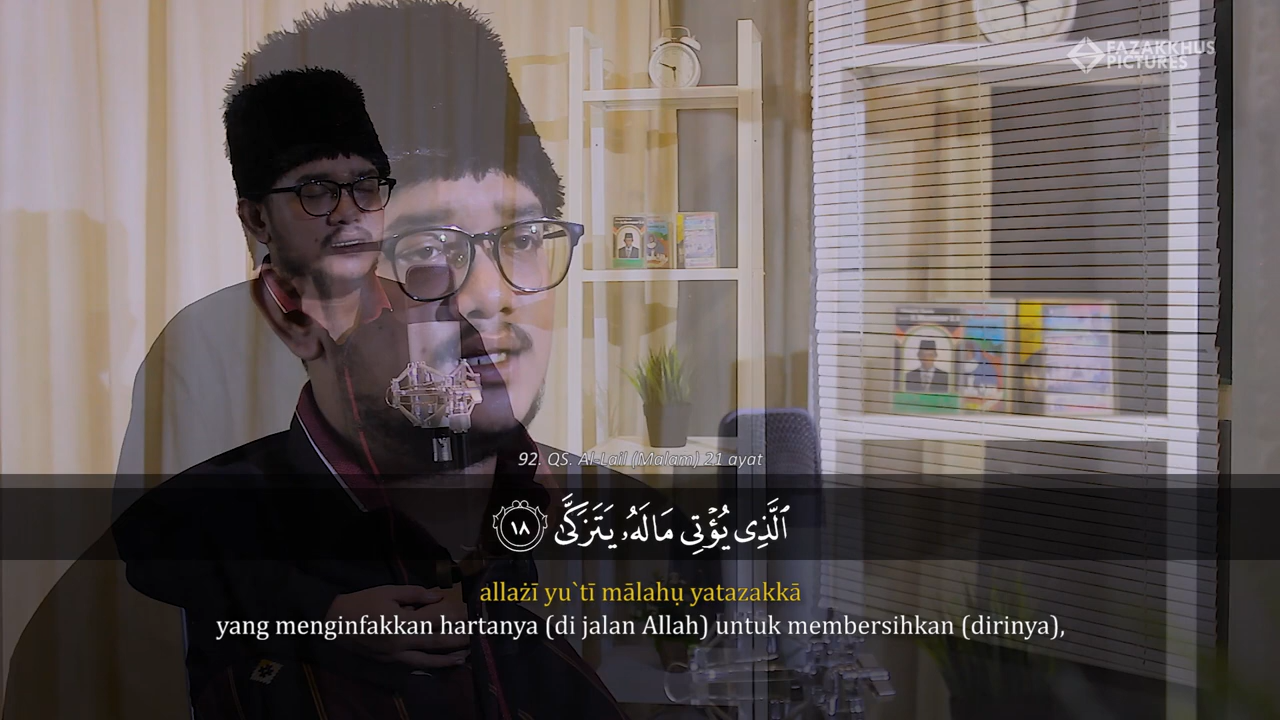 FAZAKKHUS
PICTURES
92. QS. Al-Lail (Malam) 21 ayat
ٱلَّذِى يُؤْتِى مَالَهُۥ يَتَزَكَّىٰ ١٨
allażī yu`tī mālahụ yatazakkā
yang menginfakkan hartanya (di jalan Allah) untuk membersihkan (dirinya),